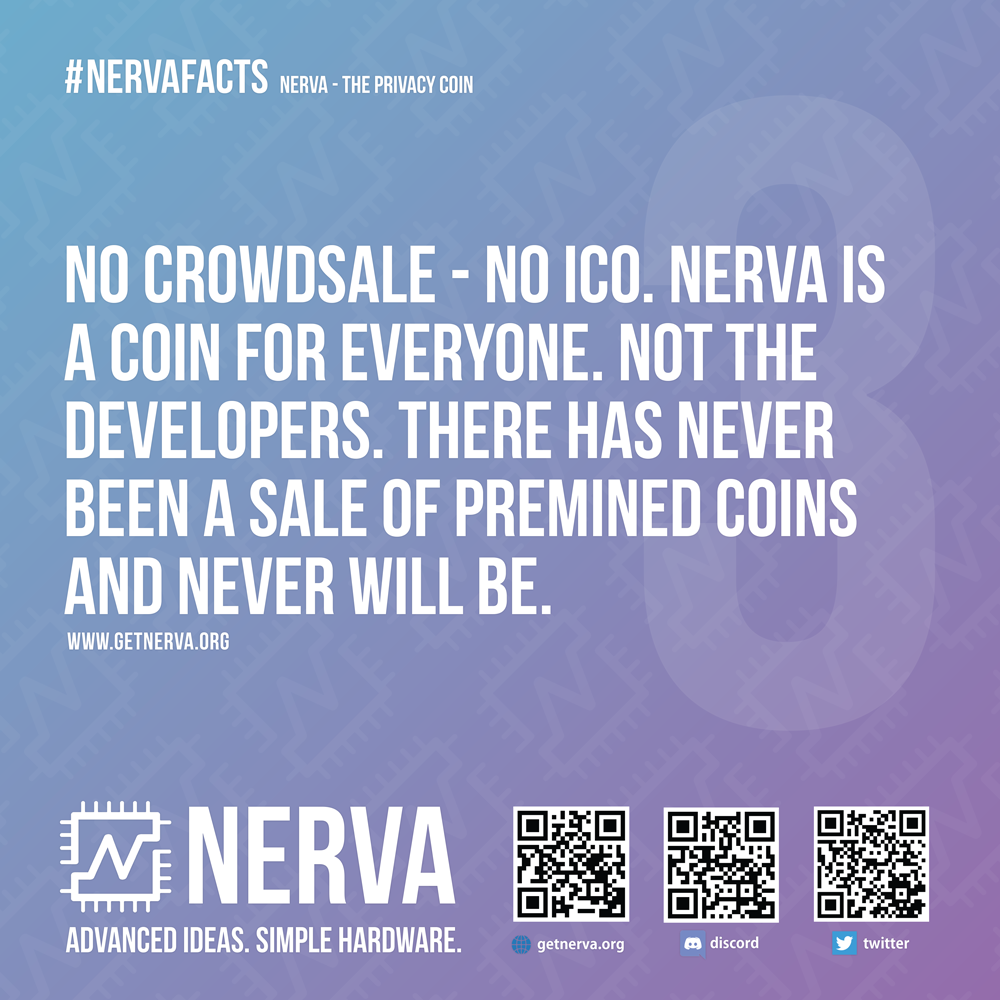 #NERVAFACTS NERVA - THE PRIVACY COIN
3
NO CROWDSALE - NO ICO. NERVA IS
A COIN FOR EVERYONE. NOT THE
DEVELOPERS. THERE HAS NEVER
BEEN A SALE OF PREMINED COINS
AND NEVER WILL BE.
WWW.GETNERVA.ORG
NERVA
ADVANCED IDEAS. SIMPLE HARDWARE.
getnerva.org
discord
twitter